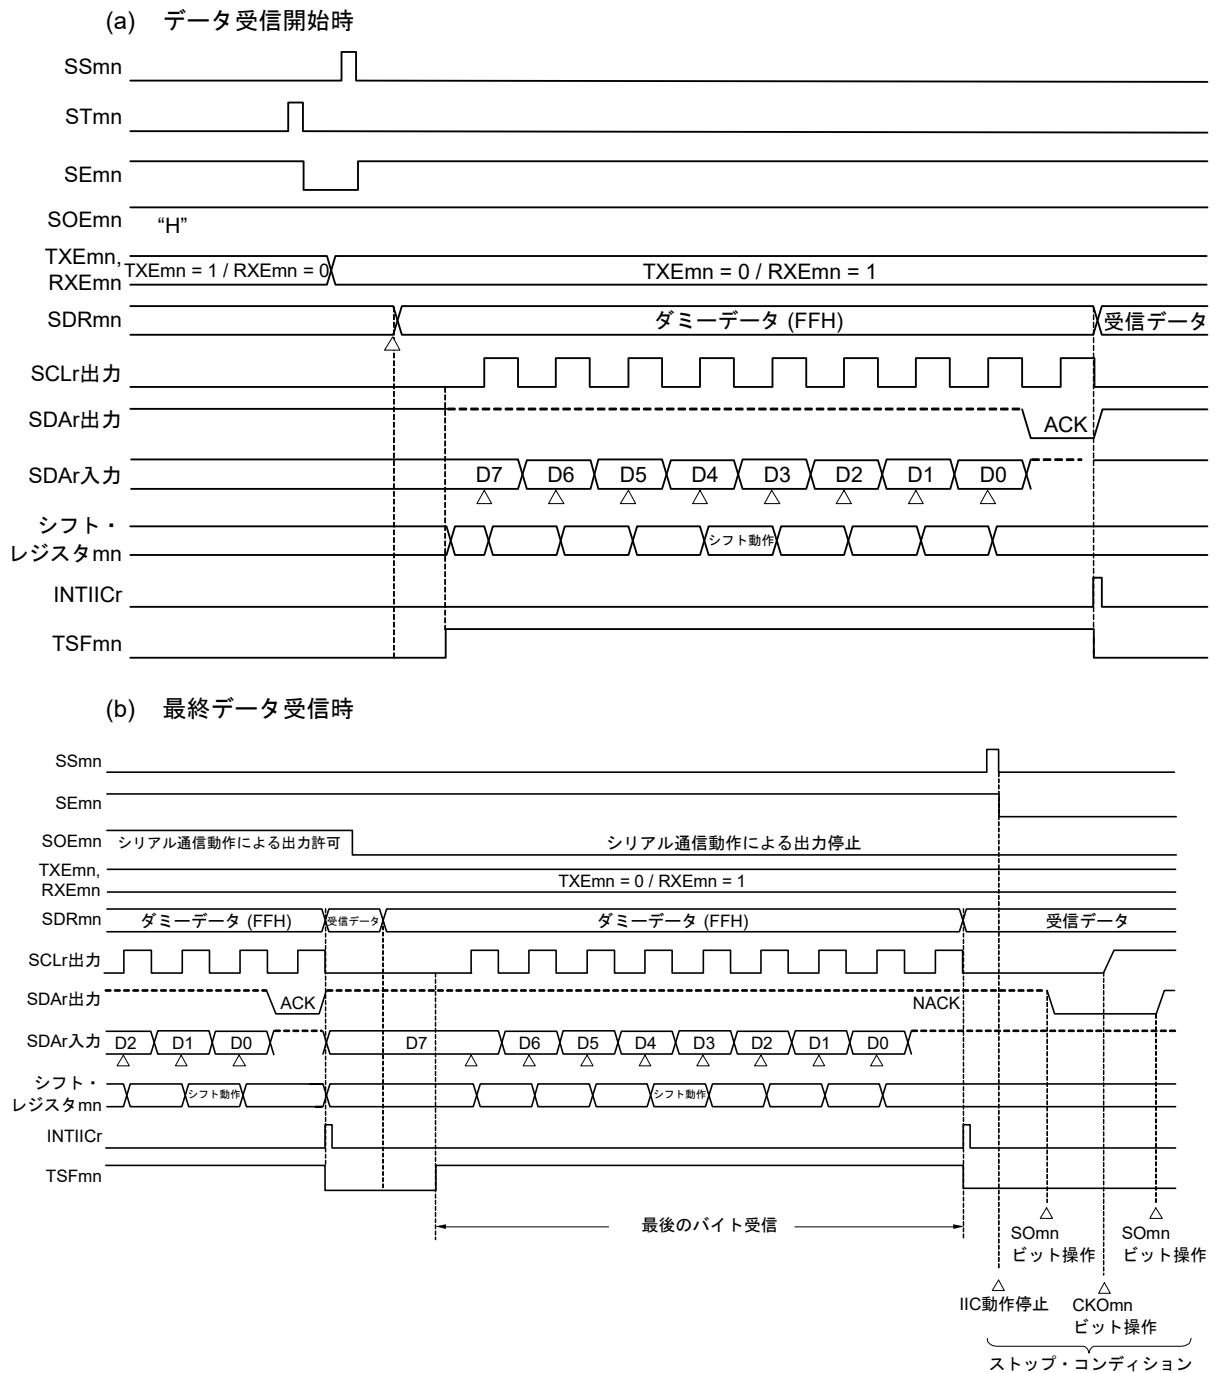 (a) データ受信開始時
SSmn
STmn
SEmn
SOEmn “H”
TXEmn,
RXEmn
TXEmn = 1 / RXEmn = 0 TXEmn = 0 / RXEmn = 1
SDRmn ダミーデータ (FFH) 受信データ
SCLr出力
SDAr出力 ACK
SDAr入力 D7 D6 D5 D4 D3 D2 D1 D0
シフト・
レジスタmn シフト動作
INTIICr
TSFmn
(b) 最終データ受信時
SSmn
SEmn
SOEmn シリアル通信動作による出力許可 シリアル通信動作による出力停止
TXEmn,
RXEmn TXEmn = 0 / RXEmn = 1
SDRmn ダミーデータ (FFH) 受信データ ダミーデータ (FFH) 受信データ
SCLr出力
SDAr出力 ACK NACK
SDAr入力 D2 D1 D0 D7 D6 D5 D4 D3 D2 D1 D0
シフト・
レジスタmn シフト動作 シフト動作
INTIICr
TSFmn
最後のバイト受信
SOmn
ビット操作
SOmn
ビット操作
IIC動作停止
CKOmn
ビット操作
ストップ・コンディション